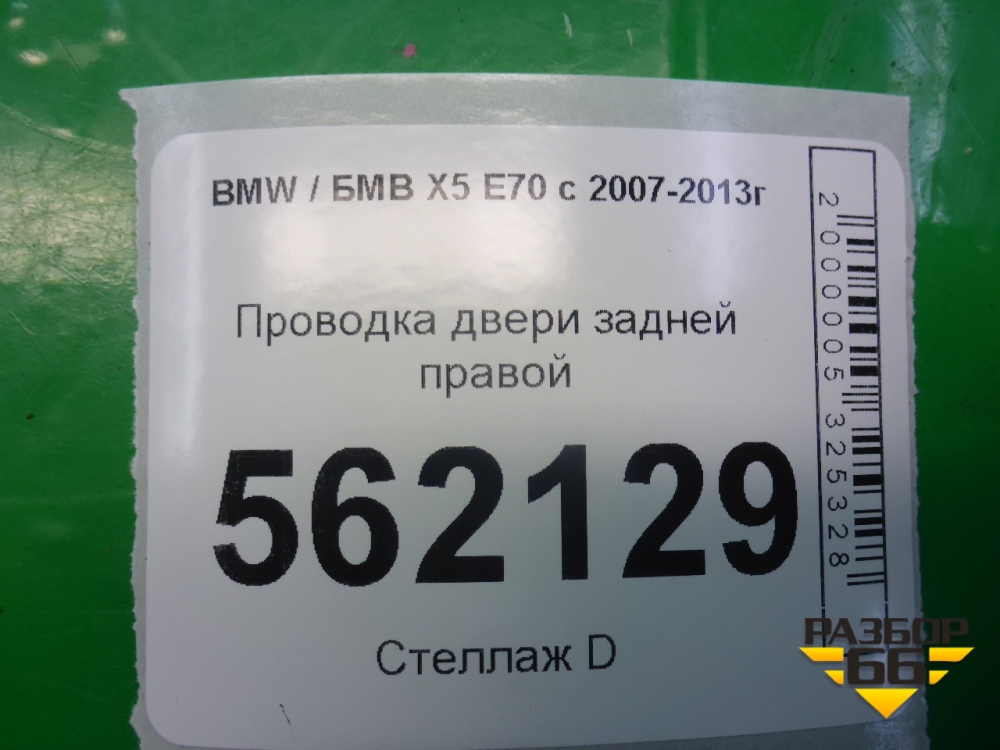 BMW / БМВ X5 E70 с 2007-2013г
Проводка двери задней
правой
562129
Стеллаж D
2000005325328
РАЗБОР
66